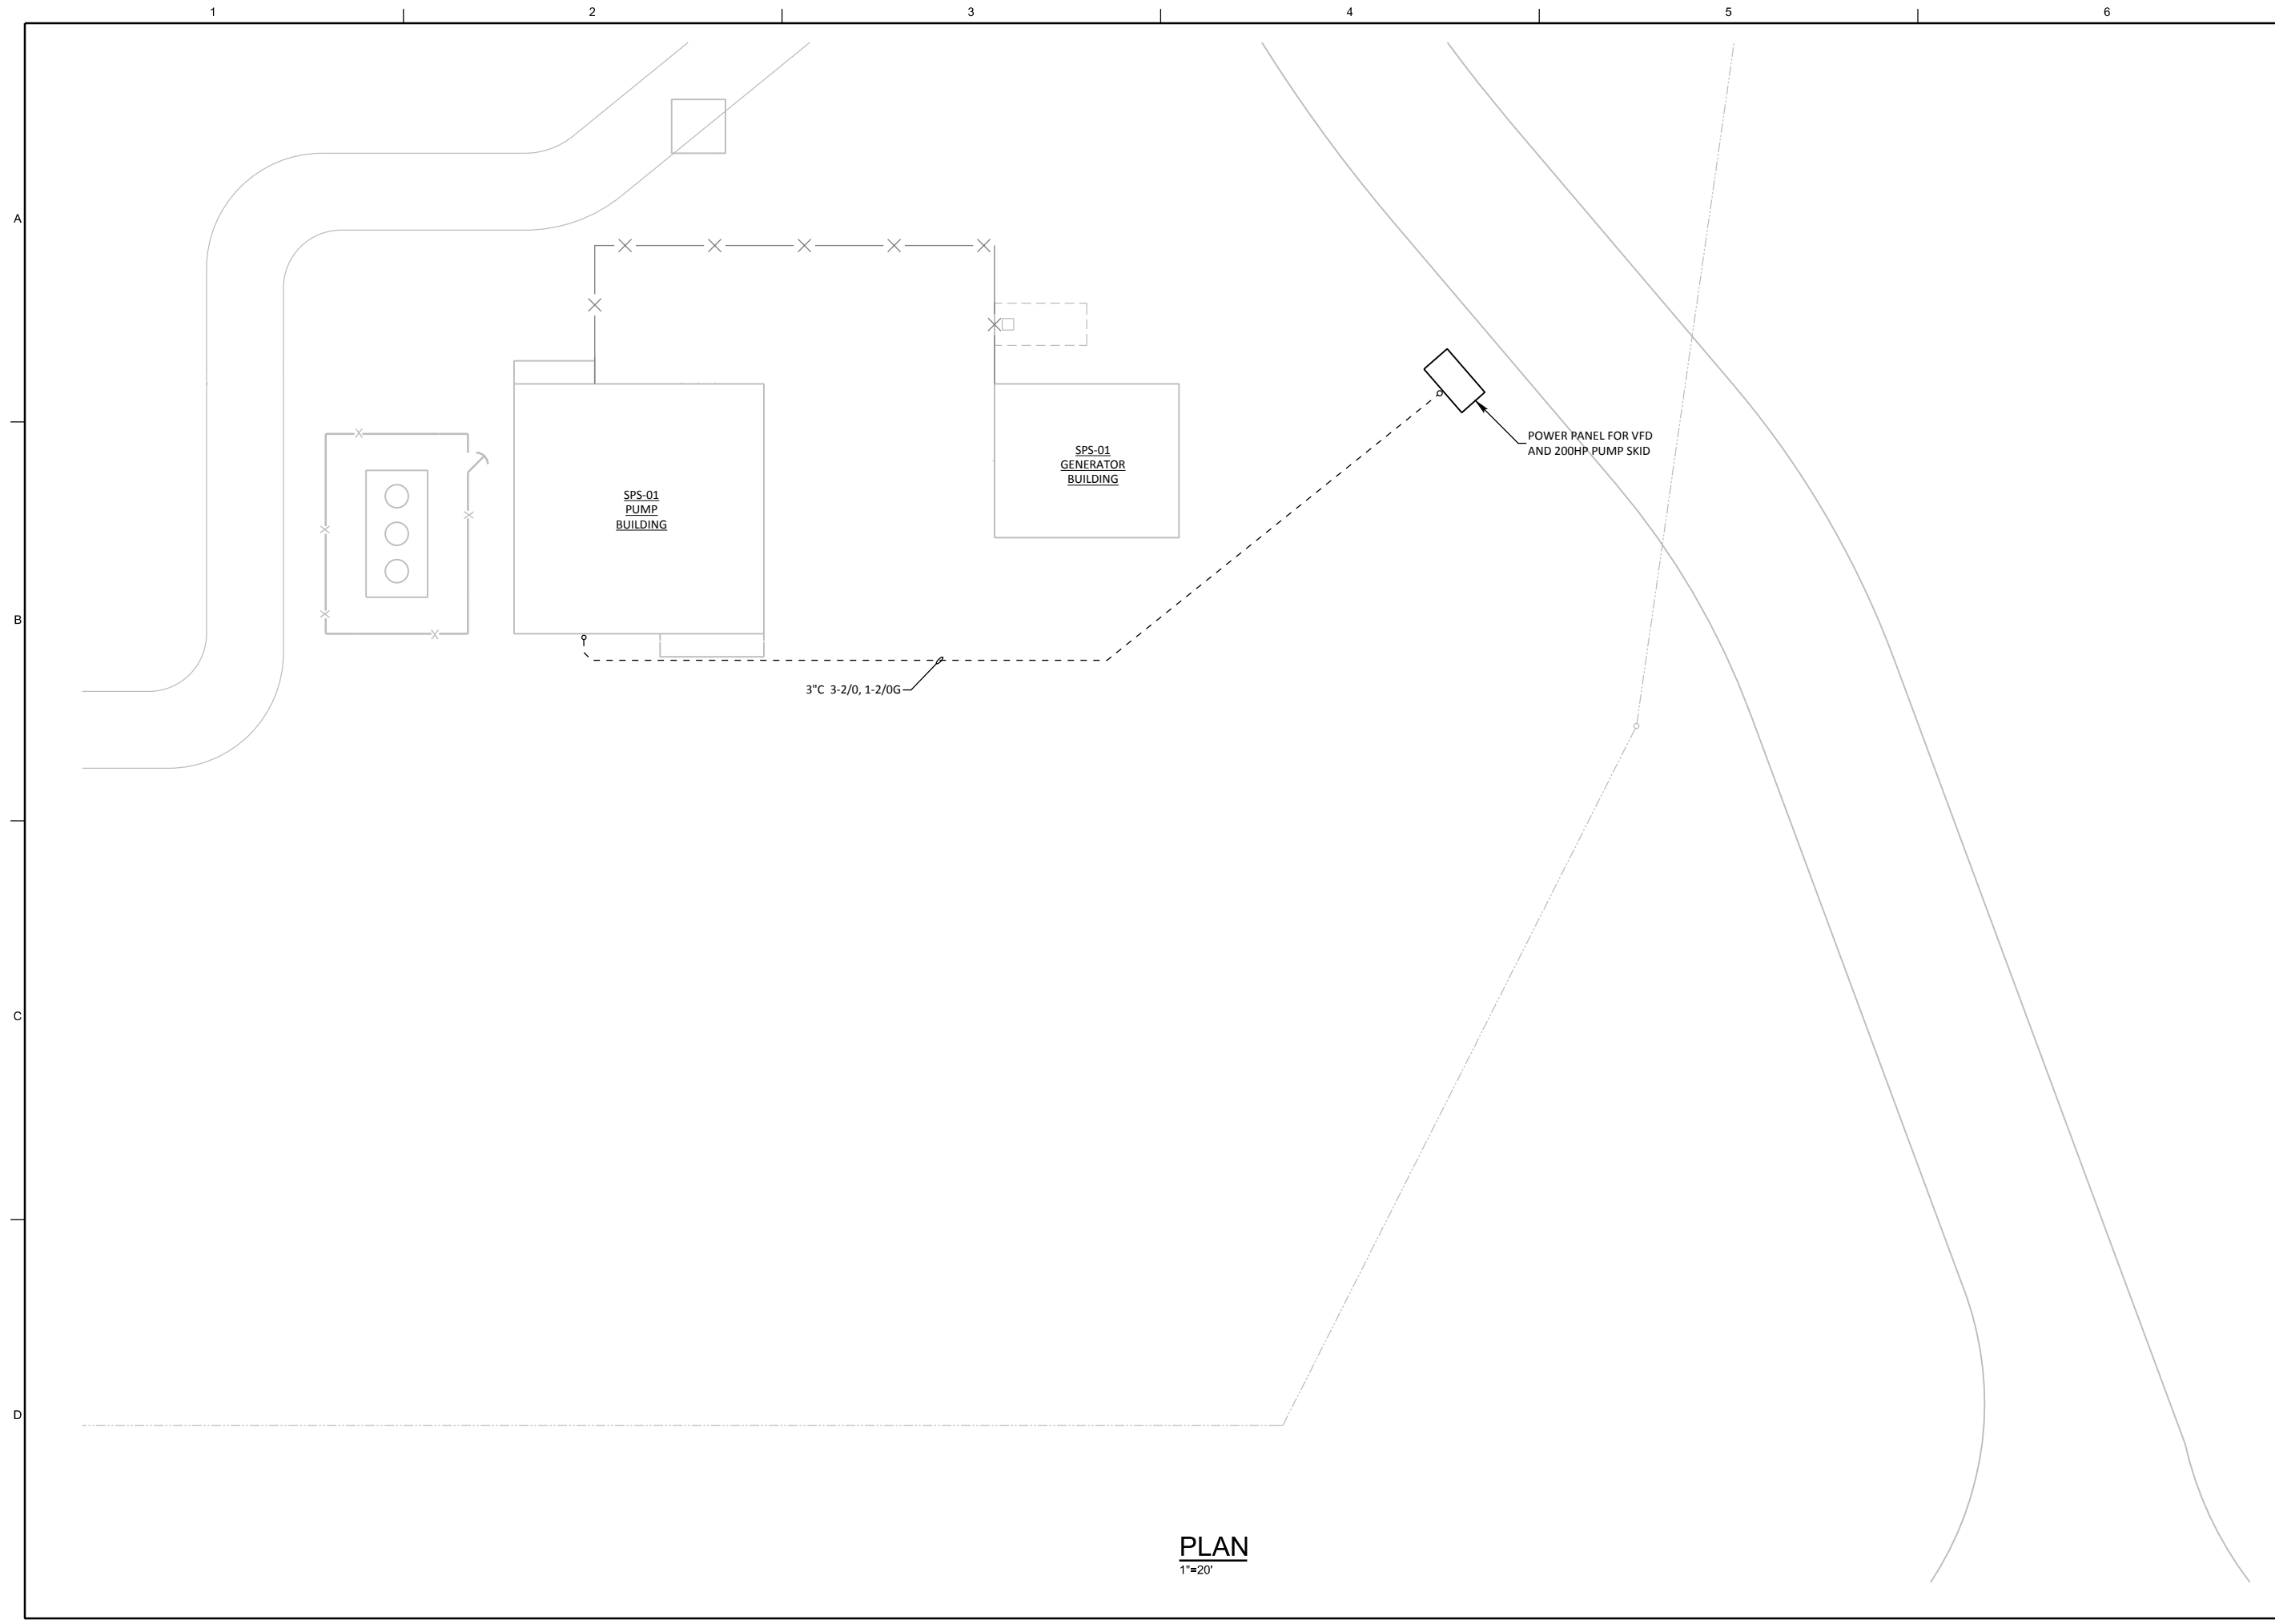 1 2 3 4 5 6
A
POWER PANEL FOR VFD
AND 200HP PUMP SKID
SPS-01
GENERATOR
BUILDING
SPS-01
PUMP
BUILDING
B
3"C 3-2/0, 1-2/0G
C
D
PLAN
1"=20'